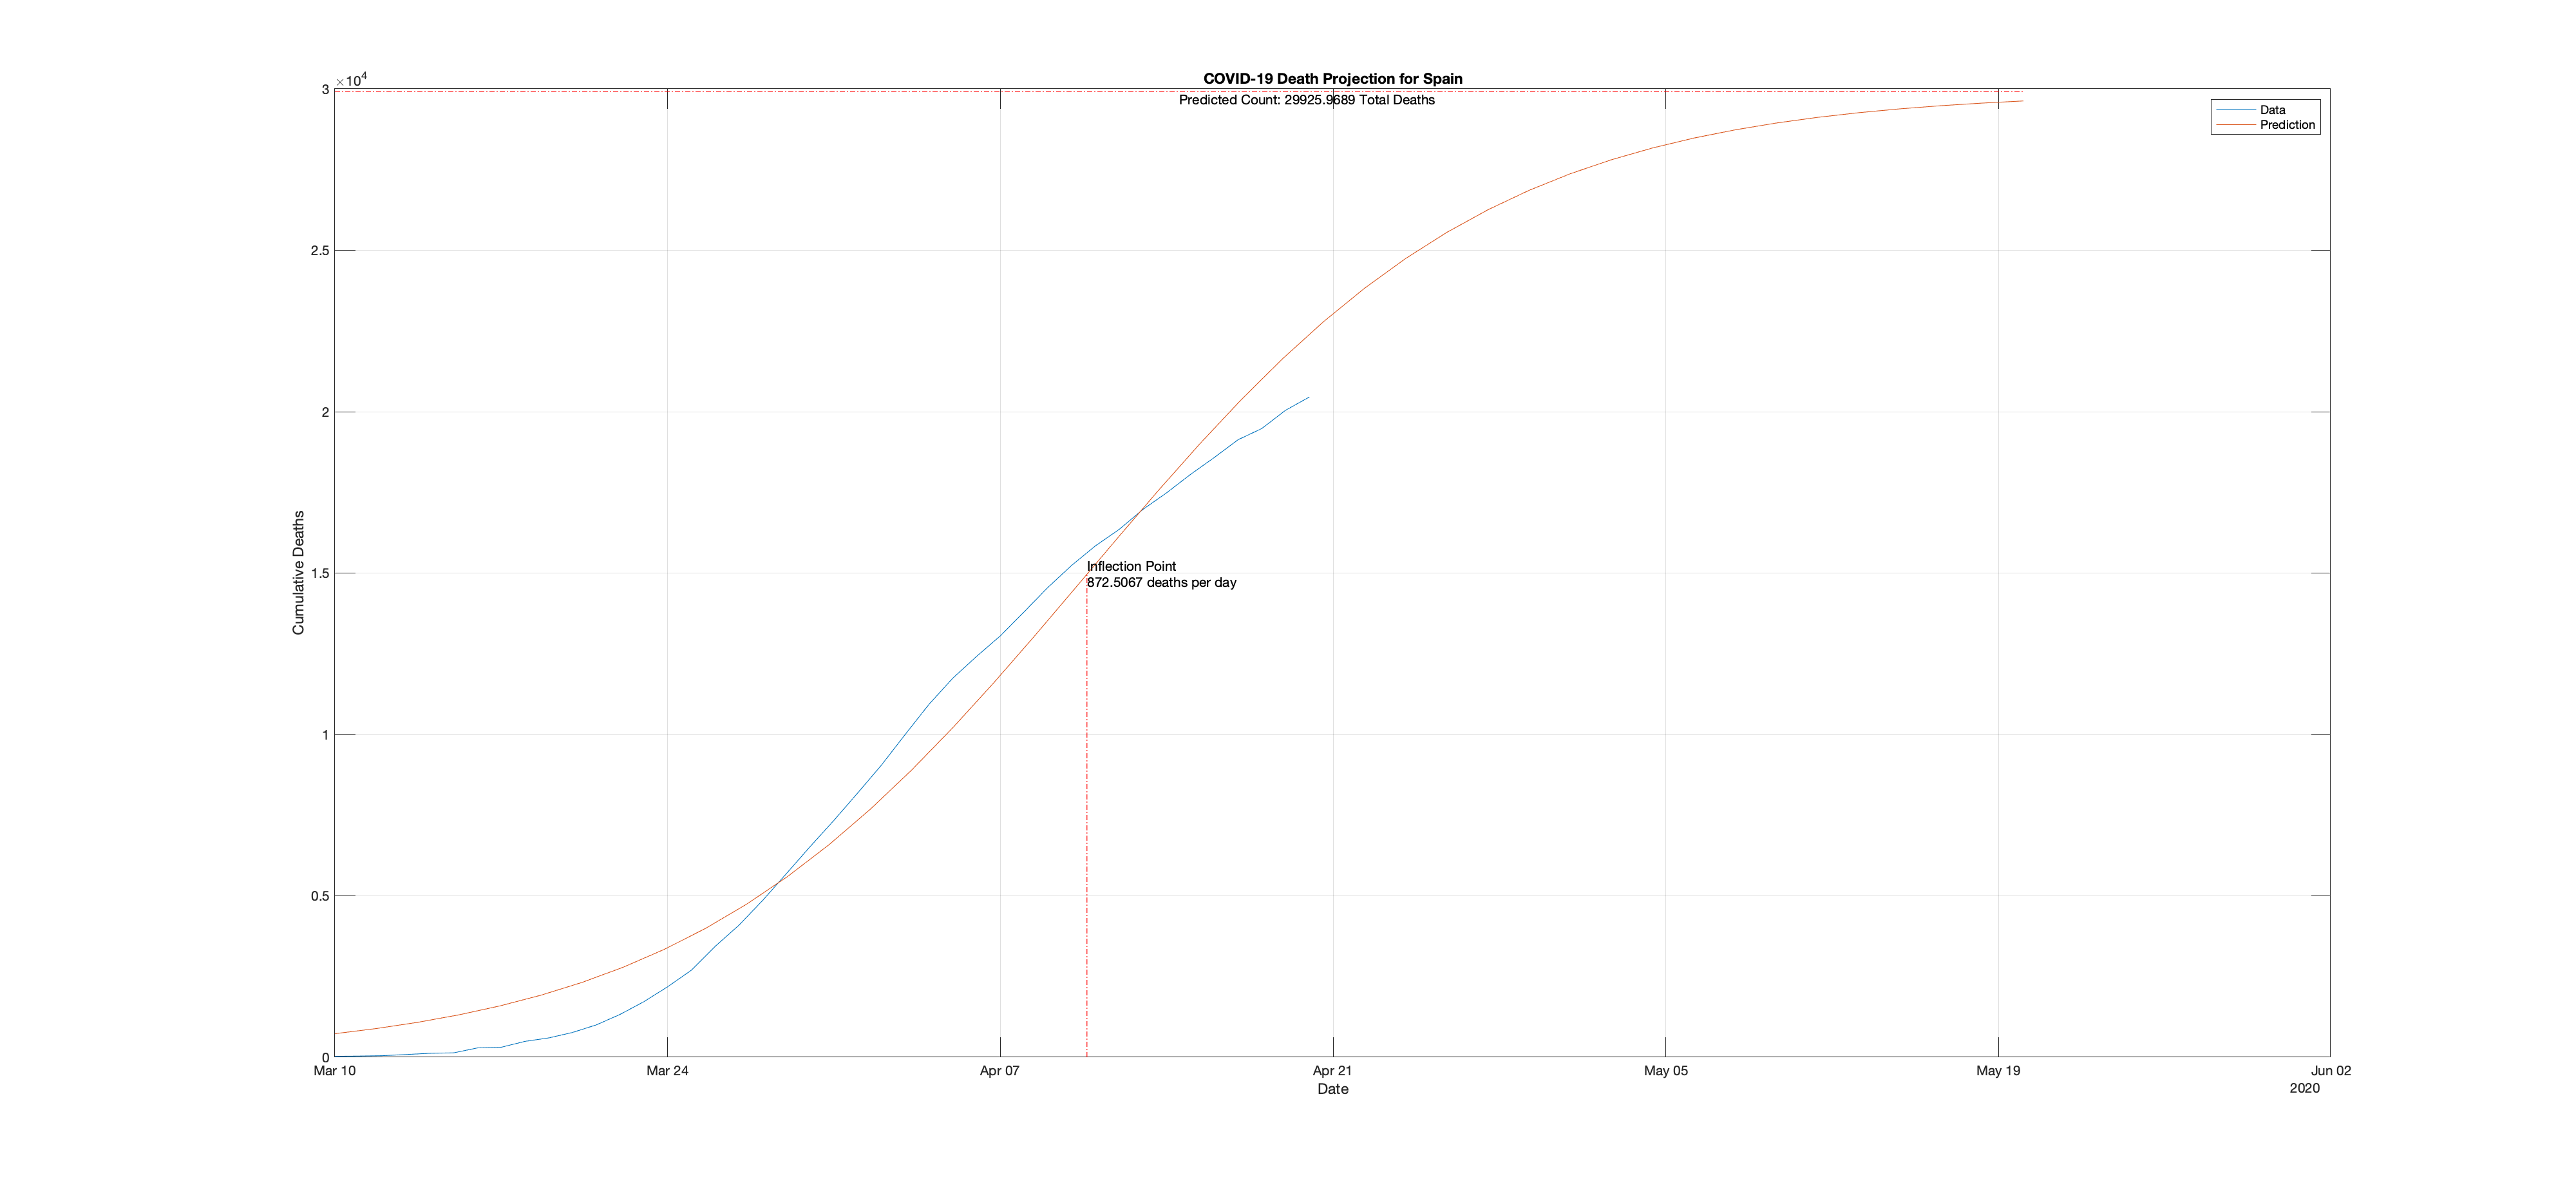 COVID-19 Death Projection for Spain
×10^4
Predicted Count: 29925.9689 Total Deaths
Data
Prediction
3
2.5
2
1.5
1
0.5
0
Cumulative Deaths
Inflection Point
872.5067 deaths per day
Mar 10 Mar 24 Apr 07 Apr 21 May 05 May 19 Jun 02
Date
2020